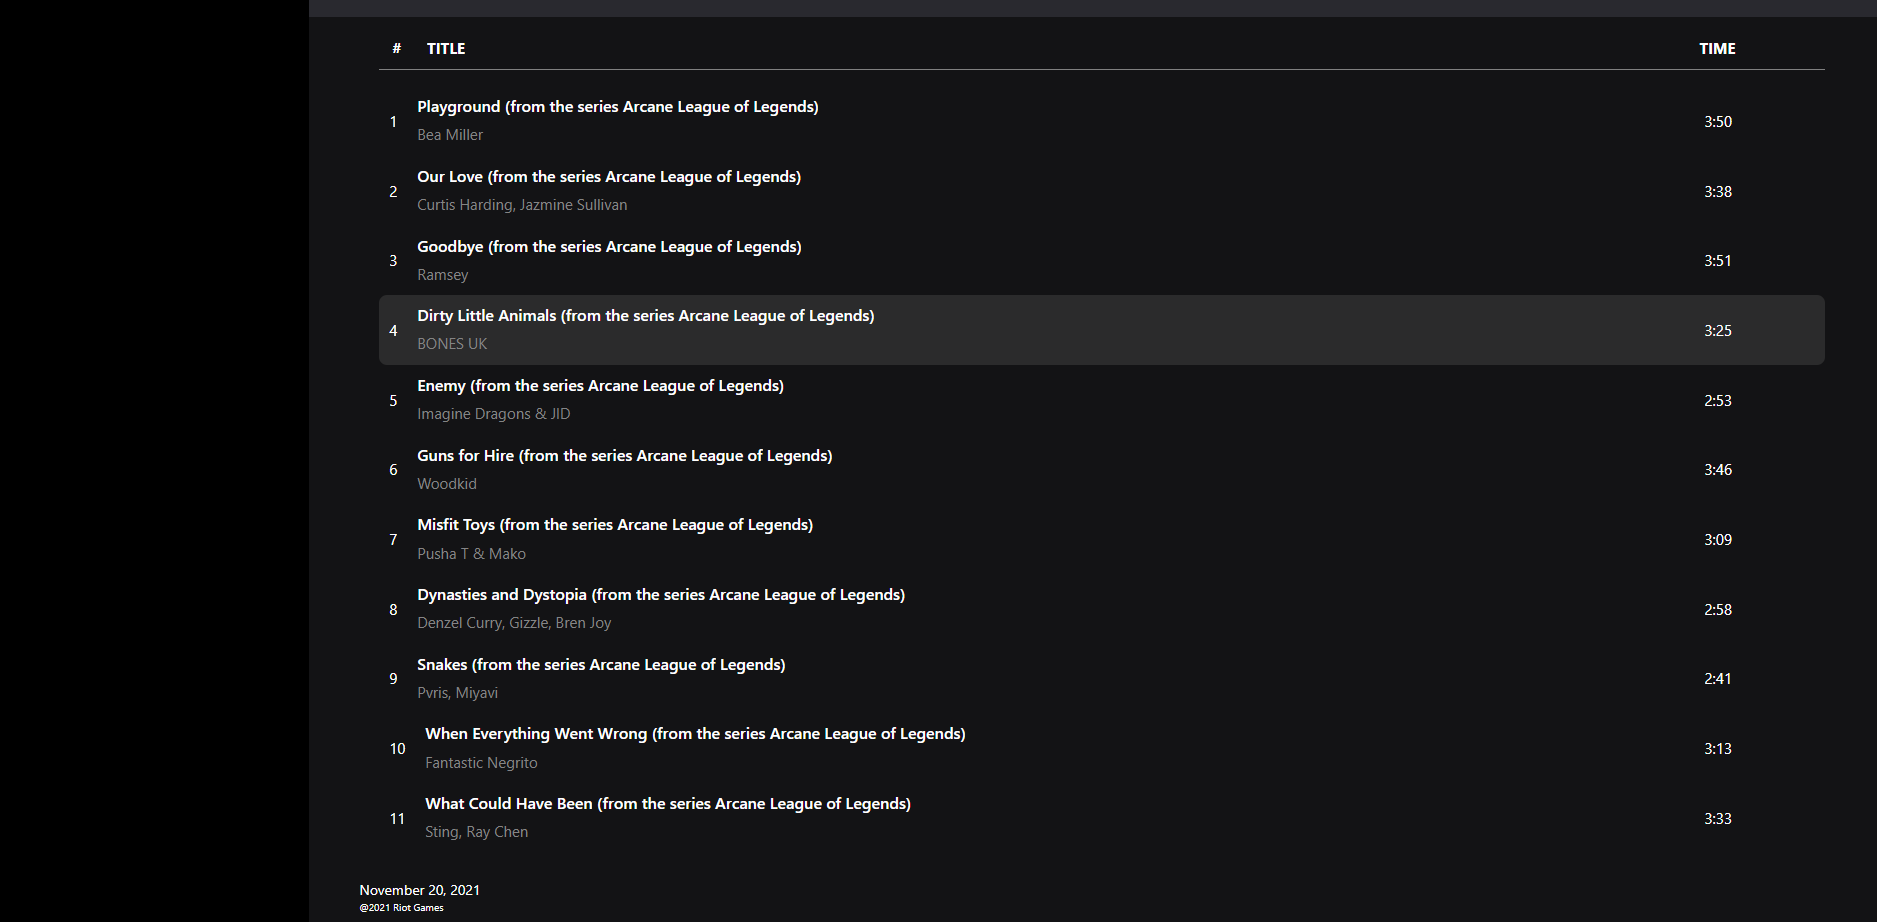 # TITLE TIME
Playground (from the series Arcane League of Legends)
1 3:50
Bea Miller
Our Love (from the series Arcane League of Legends)
2 3:38
Curtis Harding, Jazmine Sullivan
Goodbye (from the series Arcane League of Legends)
3 3:51
Ramsey
Dirty Little Animals (from the series Arcane League of Legends)
4 3:25
BONES UK
Enemy (from the series Arcane League of Legends)
5 2:53
Imagine Dragons & JID
Guns for Hire (from the series Arcane League of Legends)
6 3:46
Woodkid
Misfit Toys (from the series Arcane League of Legends)
7 3:09
Pusha T & Mako
Dynasties and Dystopia (from the series Arcane League of Legends)
8 2:58
Denzel Curry, Gizzle, Bren Joy
Snakes (from the series Arcane League of Legends)
9 2:41
Pvris, Miyavi
When Everything Went Wrong (from the series Arcane League of Legends)
10 3:13
Fantastic Negrito
What Could Have Been (from the series Arcane League of Legends)
11 3:33
Sting, Ray Chen
November 20, 2021
@2021 Riot Games